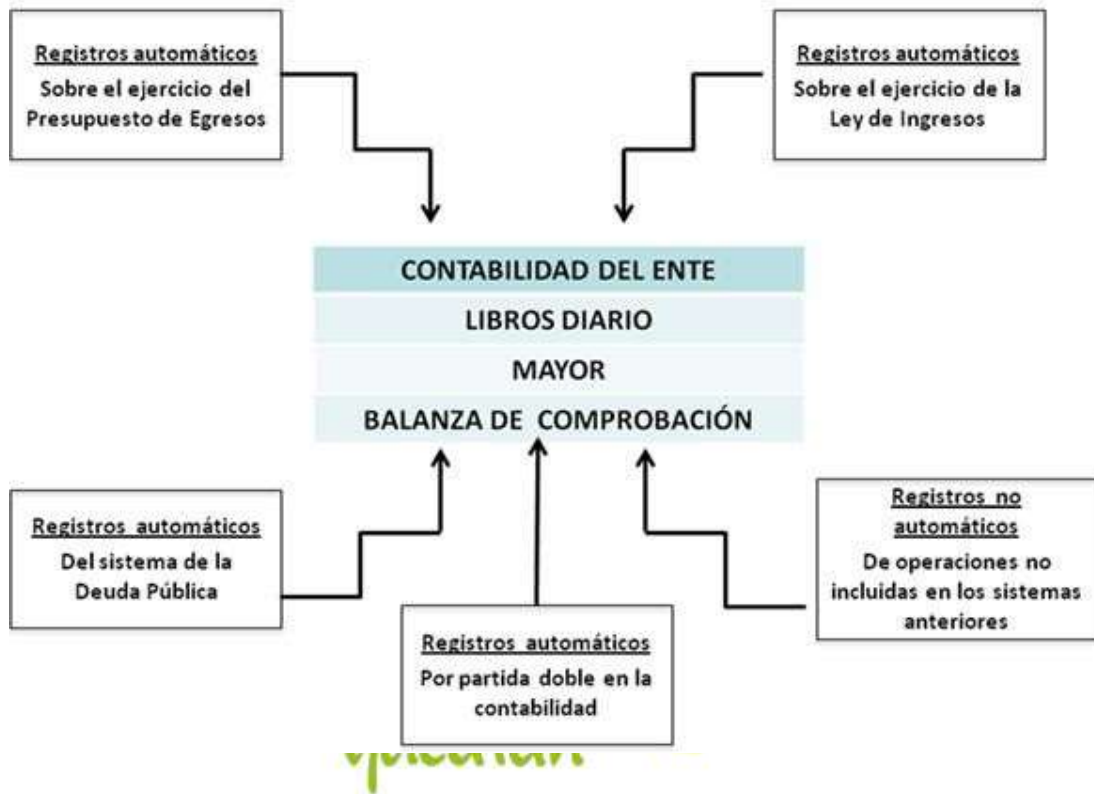 Registros automáticos
Sobre el ejercicio del
Presupuesto de Egresos
Registros automáticos
Sobre el ejercicio de la
Ley de Ingresos
CONTABILIDAD DEL ENTE
LIBROS DIARIO
MAYOR
BALANZA DE COMPROBACIÓN
Registros automáticos
Del sistema de la
Deuda Pública
Registros automáticos
Por partida doble en la
contabilidad
Registros no
automáticos
De operaciones no
incluidas en los sistemas
anteriores